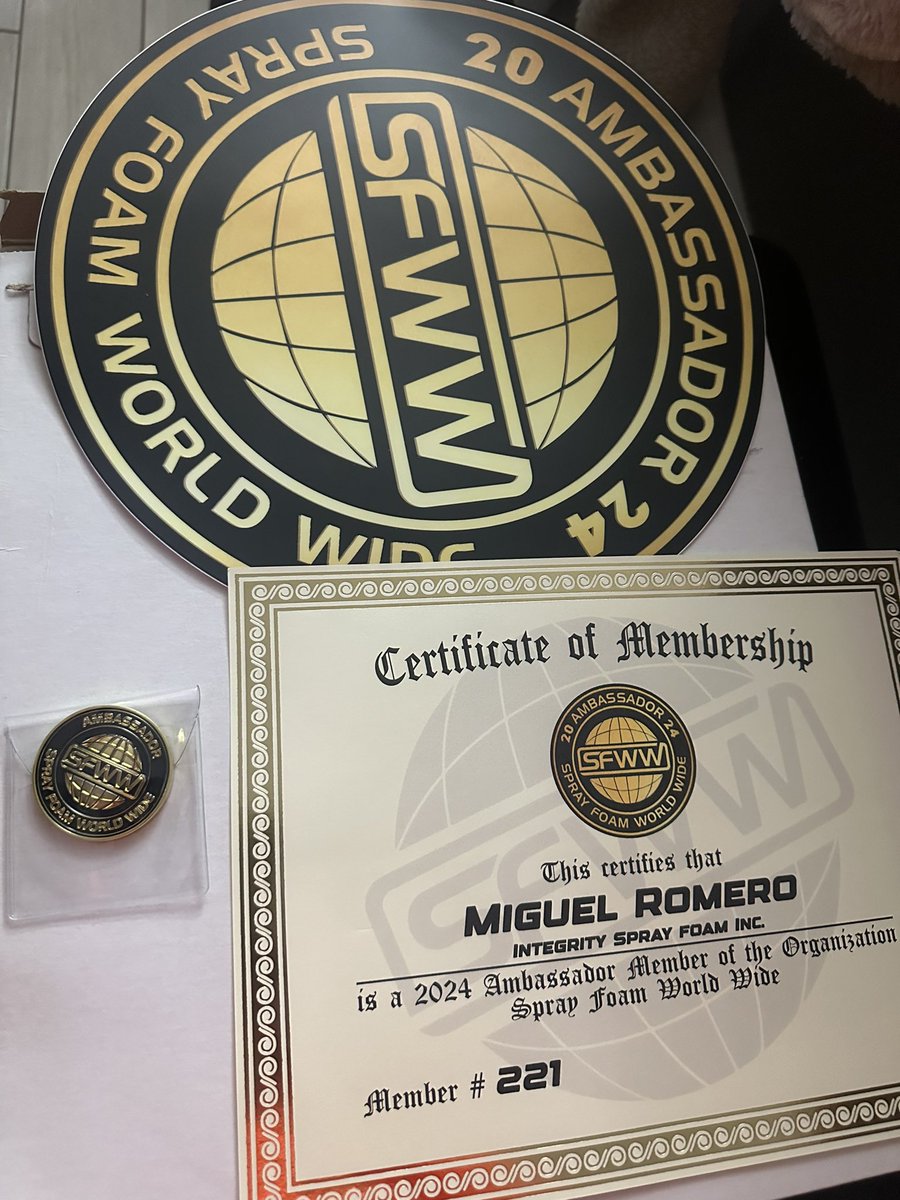 20 AMBASSADOR 24
SPRAY FOAM WORLD WIDE
SFWW
AMBASSADOR
SFWW
SPRAY FOAM WORLD WIDE
Certificate of Membership
20 AMBASSADOR 24
SFWW
SPRAY FOAM WORLD WIDE
SFWW
This certifies that
MIGUEL ROMERO
INTEGRITY SPRAY FOAM INC.
is a 2024 Ambassador Member of the Organization
Spray Foam World Wide
Member # 221